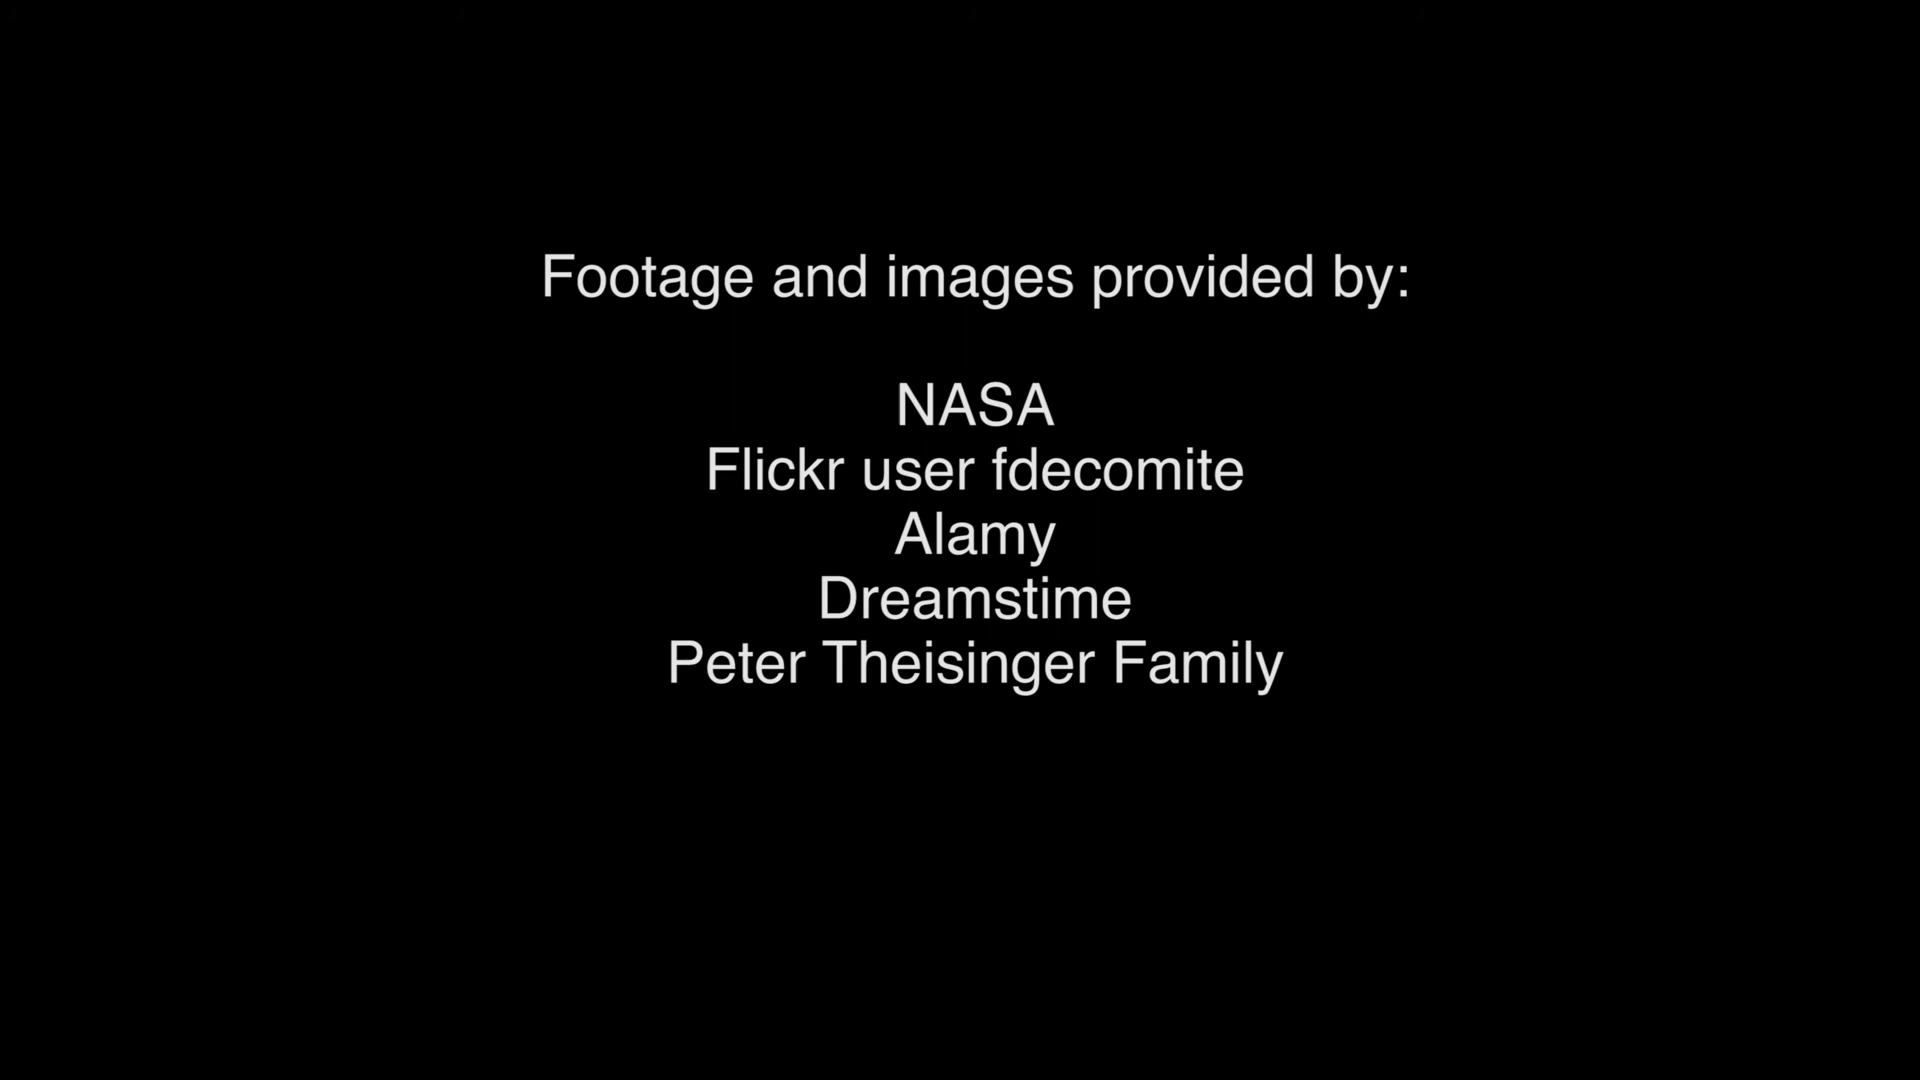 Footage and images provided by:
NASA
Flickr user fdecomite
Alamy
Dreamstime
Peter Theisinger Family